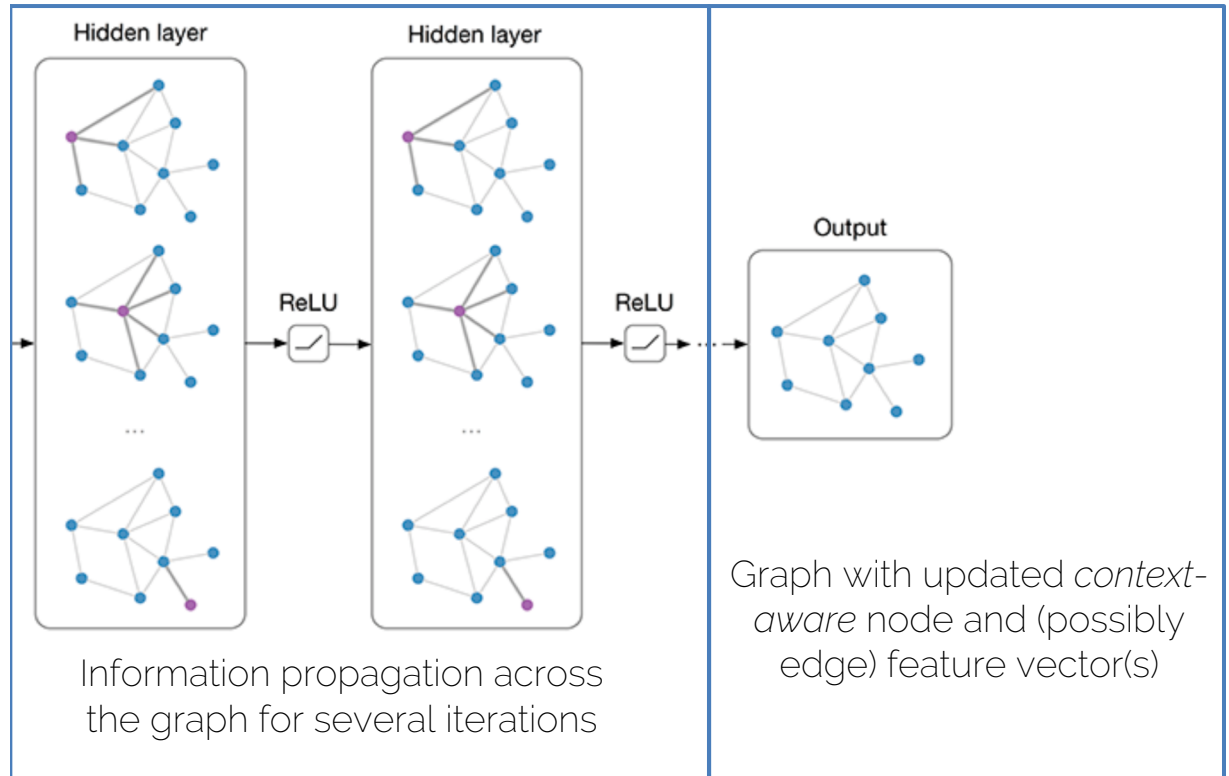 Hidden layer
Hidden layer
...
...
ReLU
ReLU
...
Output
Information propagation across
the graph for several iterations
Graph with updated context-
aware node and (possibly
edge) feature vector(s)